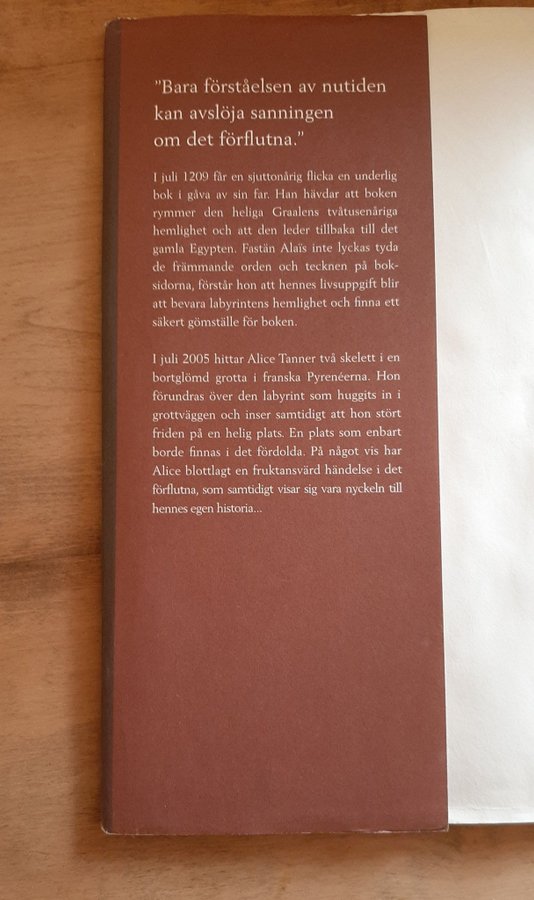 ”Bara förståelsen av nutiden
kan avslöja sanningen
om det förflutna.”
I juli 1209 får en sjuttonårig flicka en underlig
bok i gåva av sin far. Han hävdar att boken
rymmer den heliga Graalens tvåtusenåriga
hemlighet och att den leder tillbaka till det
gamla Egypten. Fastän Alaïs inte lyckas tyda
de främmande orden och tecknen på bok-
sidorna, förstår hon att hennes livsuppgift blir
att bevara labyrintens hemlighet och finna ett
säkert gömställe för boken.
I juli 2005 hittar Alice Tanner två skelett i en
bortglömd grotta i franska Pyrenéerna. Hon
förundras över den labyrint som huggits in i
grottväggen och inser samtidigt att hon stört
friden på en helig plats. En plats som enbart
borde finnas i det fördolda. På något vis har
Alice blottlagt en fruktansvärd händelse i det
förflutna, som samtidigt visar sig vara nyckeln till
hennes egen historia...